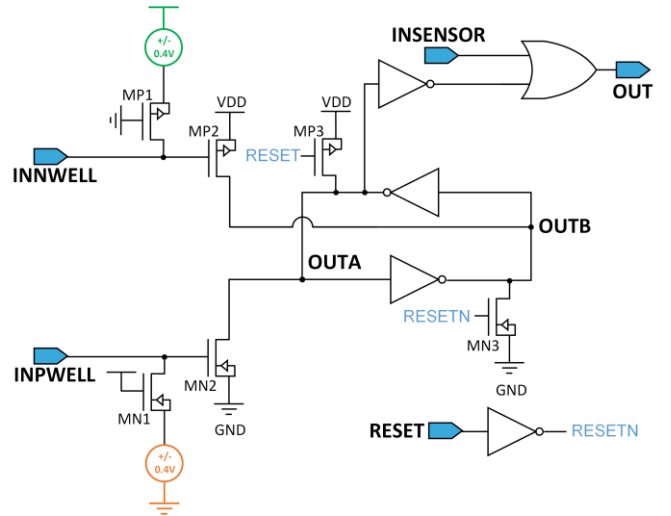 +/-
0.4V
INSENSOR
OUT
MP1
VDD
MP2
VDD
MP3
RESET
INNWELL
OUTB
OUTA
RESETN
MN3
GND
INPWELL
MN2
MN1
GND
RESET
RESETN
+/-
0.4V